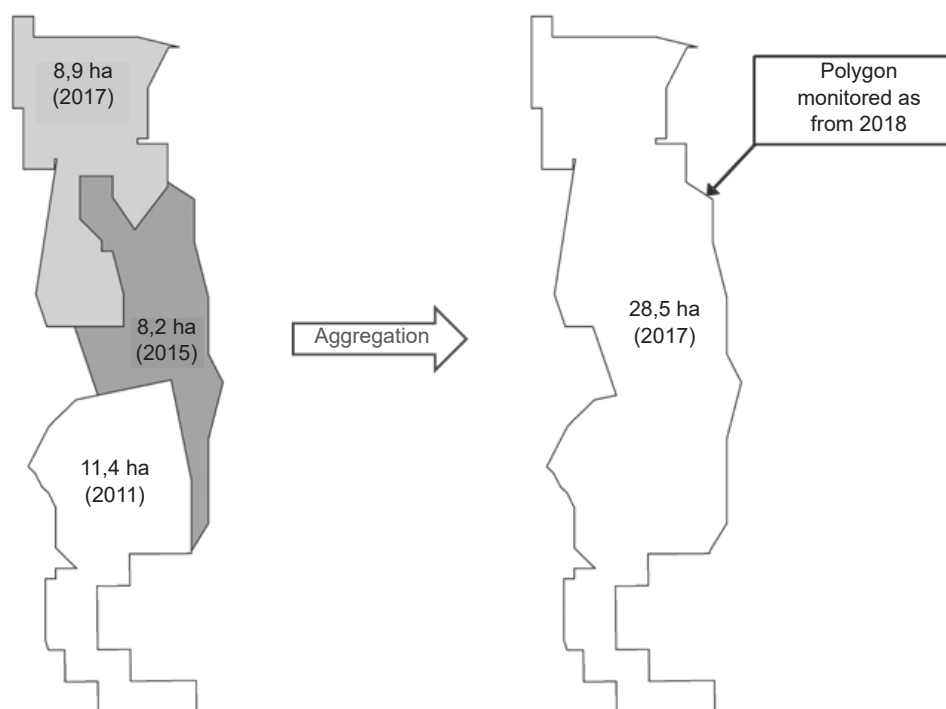 8,9 ha
(2017)
8,2 ha
(2015)
11,4 ha
(2011)
Aggregation
Polygon
monitored as
from 2018
28,5 ha
(2017)